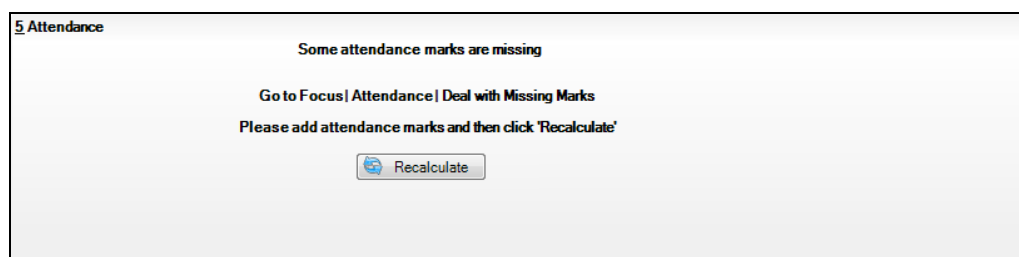 5 Attendance
Some attendance marks are missing
Go to Focus| Attendance| Deal with Missing Marks
Please add attendance marks and then click 'Recalculate'
Recalculate